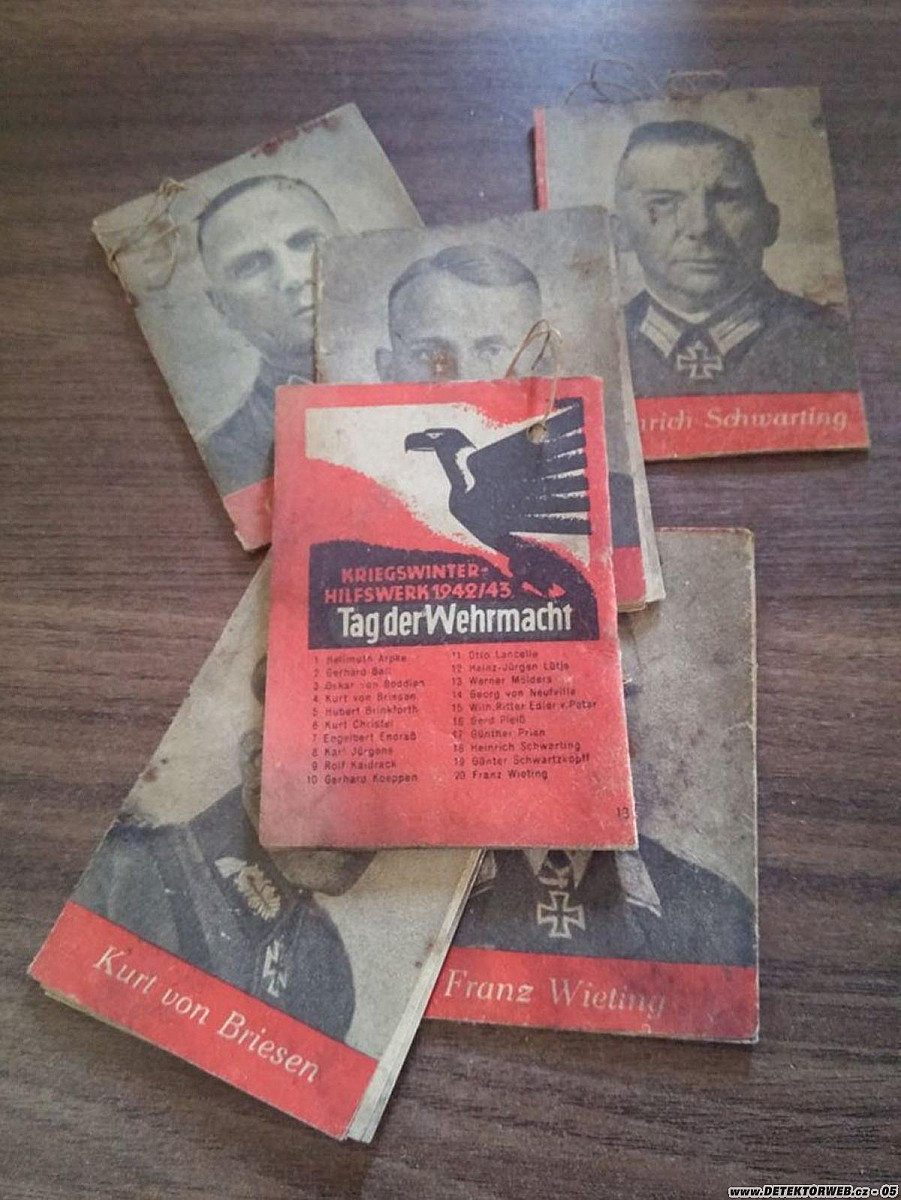 nrich Schwarting
KRIEGSWINTER-
HILFSWERK 1942/43
Tag der Wehrmacht
1 Hellmuth Arpke
2 Gerhard Ball
3 Oskar von Boddien
4 Kurt von Briesen
5 Hubert Brinkforth
6 Kurt Christel
7 Engelbert Endraß
8 Karl Jürgens
9 Rolf Kaldrack
10 Gerhard Koeppen
11 Otto Lancelle
12 Heinz-Jürgen Lütje
13 Werner Mölders
14 Georg von Neufville
15 Wilh. Ritter Edler v. Peter
16 Gerd Pleiß
17 Günther Prien
18 Heinrich Schwarting
19 Günter Schwartzkopff
20 Franz Wieting
13
Kurt von Briesen
Franz Wieting
www.DETEKTORWEB.cz - 05